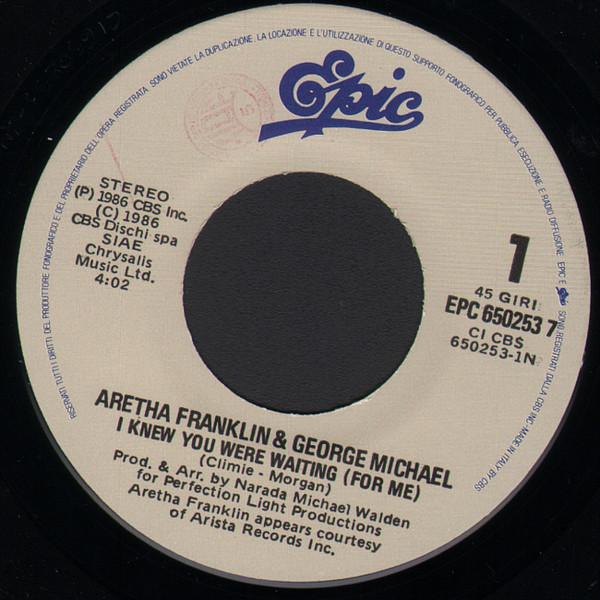 RISERVATI TUTTI I DIRITTI DEL PRODUTTORE FONOGRAFICO E DEL PROPRIETARIO DELL'OPERA REGISTRATA. SONO VIETATE LA DUPLICAZIONE, LA LOCAZIONE E L'UTILIZZAZIONE DI QUESTO SUPPORTO FONOGRAFICO PER PUBBLICA ESECUZIONE E RADIO DIFFUSIONE. EPIC E Epic SONO REGISTRATI DALLA CBS INC.-MADE IN ITALY BY CBS
Epic
STEREO
(P) 1986 CBS Inc.
(C) 1986
CBS Dischi spa
SIAE
Chrysalis
Music Ltd.
4:02
1
45 GIRI
EPC 650253 7
CI CBS
650253-1N
ARETHA FRANKLIN & GEORGE MICHAEL
I KNEW YOU WERE WAITING (FOR ME)
(Climie - Morgan)
Prod. & Arr. by Narada Michael Walden
for Perfection Light Productions
Aretha Franklin appears courtesy
of Arista Records Inc.